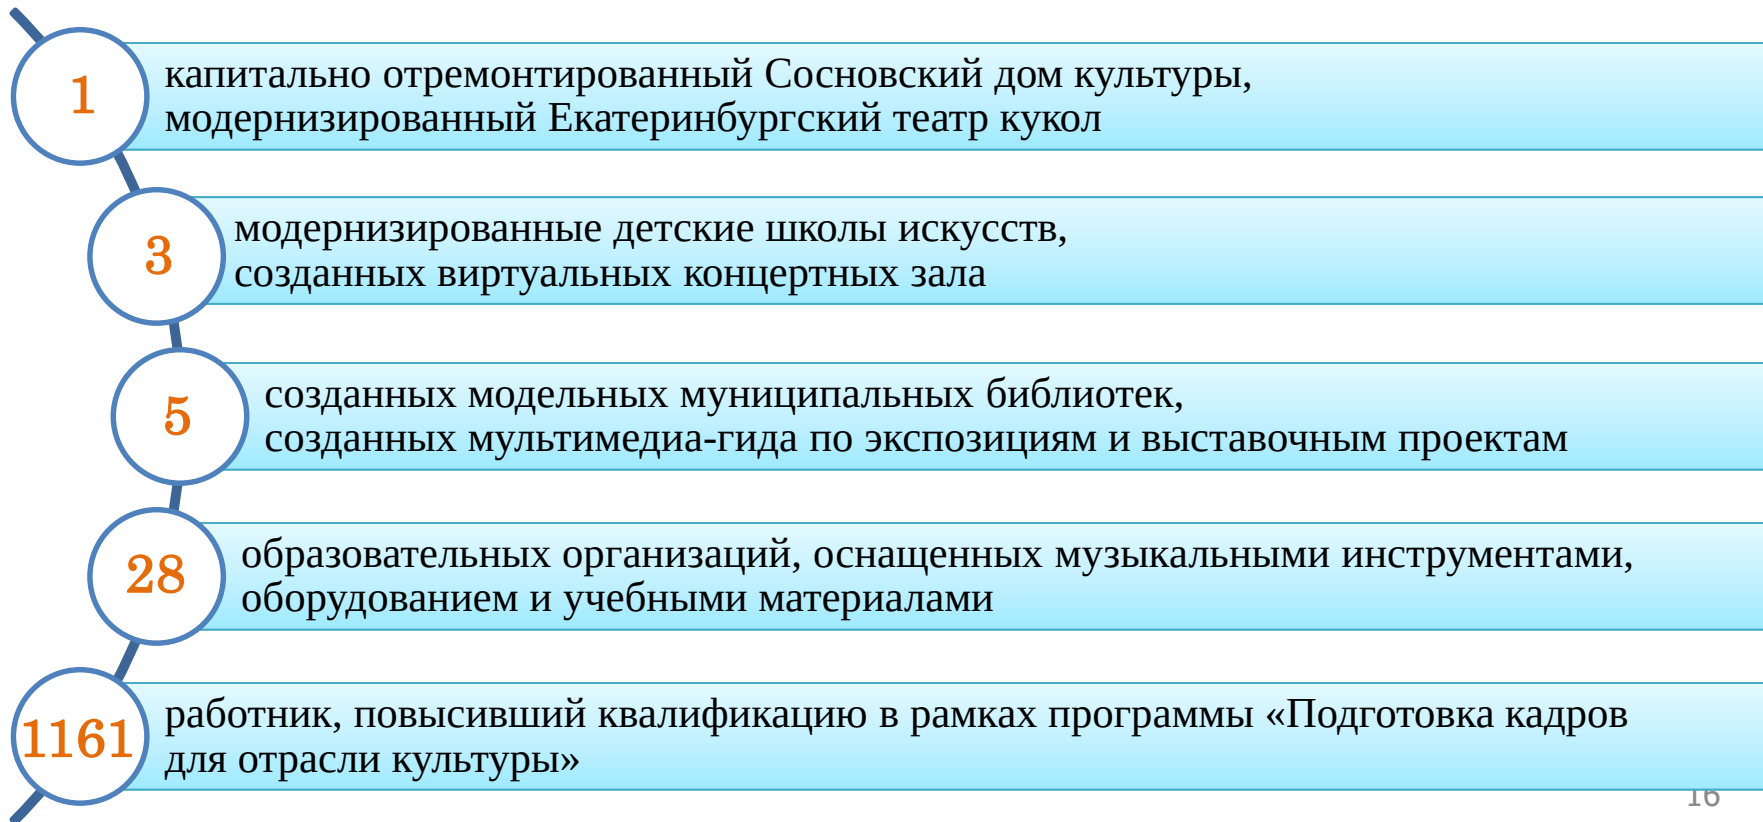 1
капитально отремонтированный Сосновский дом культуры,
модернизированный Екатеринбургский театр кукол
3
модернизированные детские школы искусств,
созданных виртуальных концертных зала
5
созданных модельных муниципальных библиотек,
созданных мультимедиа-гида по экспозициям и выставочным проектам
28
образовательных организаций, оснащенных музыкальными инструментами,
оборудованием и учебными материалами
1161
работник, повысивший квалификацию в рамках программы «Подготовка кадров
для отрасли культуры»
16